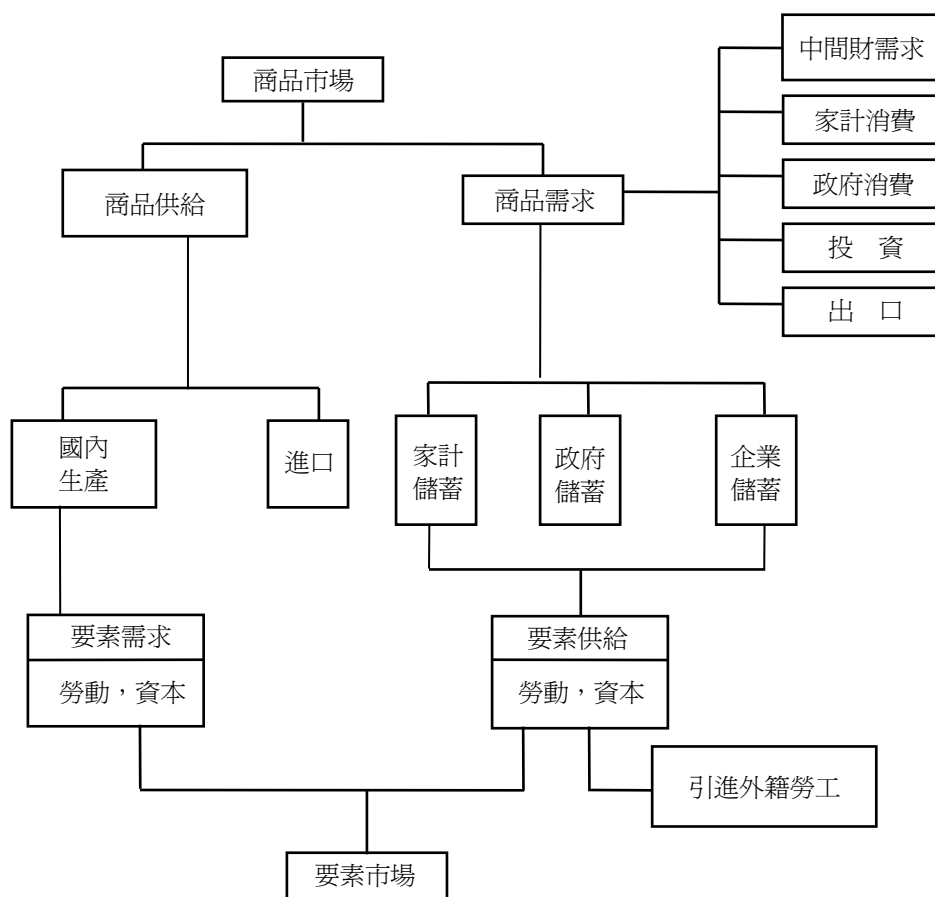 中間財需求
商品市場
家計消費
商品供給
商品需求
政府消費
投　資
出　口
國內
生產
進口
家計
儲蓄
政府
儲蓄
企業
儲蓄
要素需求
勞動，資本
要素供給
勞動，資本
引進外籍勞工
要素市場